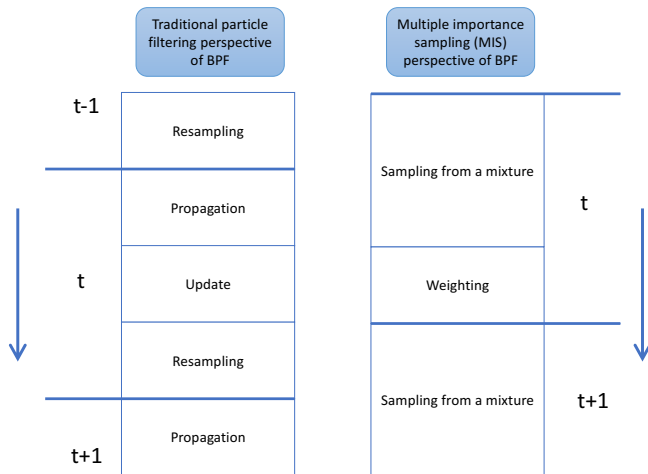 Traditional particle
filtering perspective
of BPF
Multiple importance
sampling (MIS)
perspective of BPF
t-1
Resampling
Propagation
t
Update
Resampling
t+1
Propagation
Sampling from a mixture
t
Weighting
Sampling from a mixture
t+1